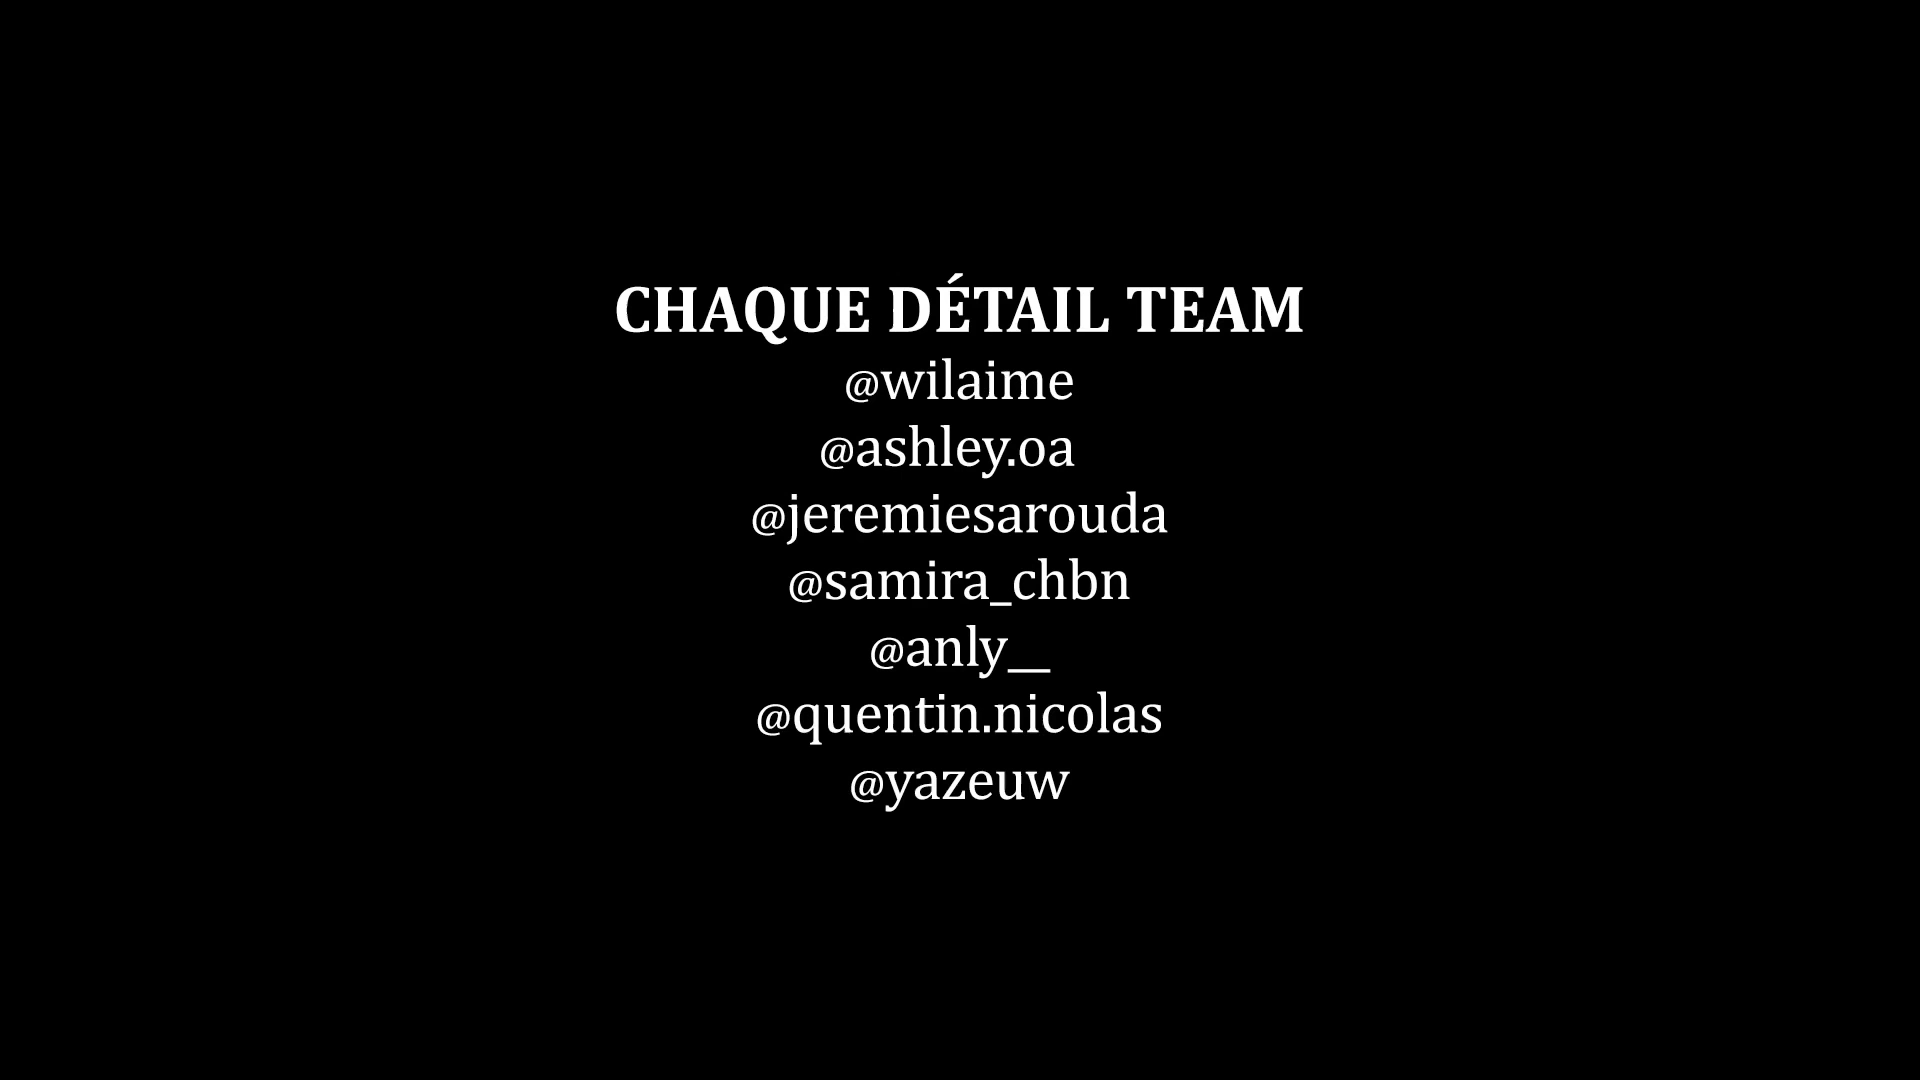 CHAQUE DÉTAIL TEAM
@wilaime
@ashley.oa
@jeremiesarouda
@samira_chbn
@anly__
@quentin.nicolas
@yazeuw